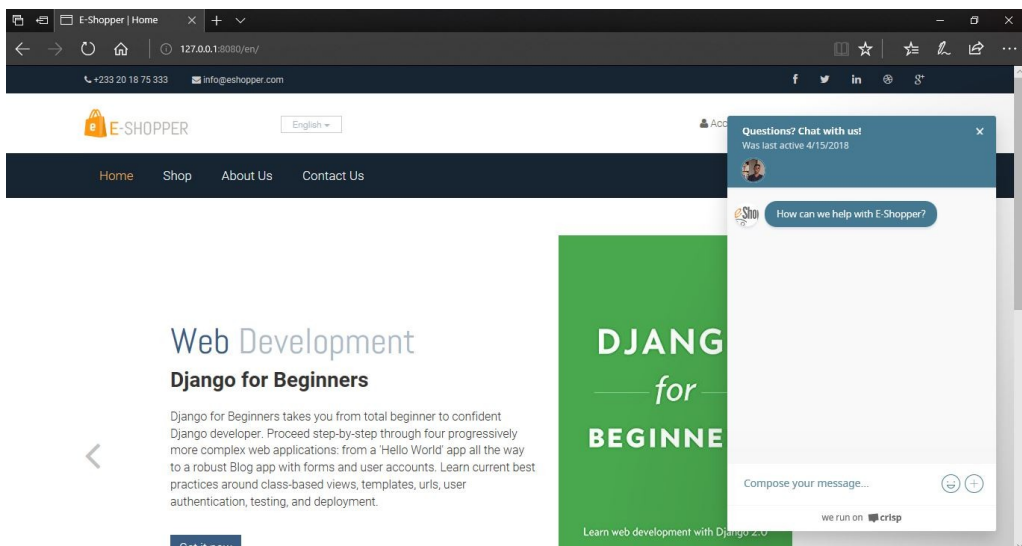 E-Shopper | Home
127.0.0.1:8080/en/
+233 20 18 75 333 info@eshopper.com
E-SHOPPER
English
Acc
Home Shop About Us Contact Us
Questions? Chat with us!
Was last active 4/15/2018
eShop
How can we help with E-Shopper?
Web Development
Django for Beginners
Django for Beginners takes you from total beginner to confident
Django developer. Proceed step-by-step through four progressively
more complex web applications: from a 'Hello World' app all the way
to a robust Blog app with forms and user accounts. Learn current best
practices around class-based views, templates, urls, user
authentication, testing, and deployment.
Get it now
DJANG
for
BEGINNE
Learn web development with Django 2.0
Compose your message...
we run on crisp